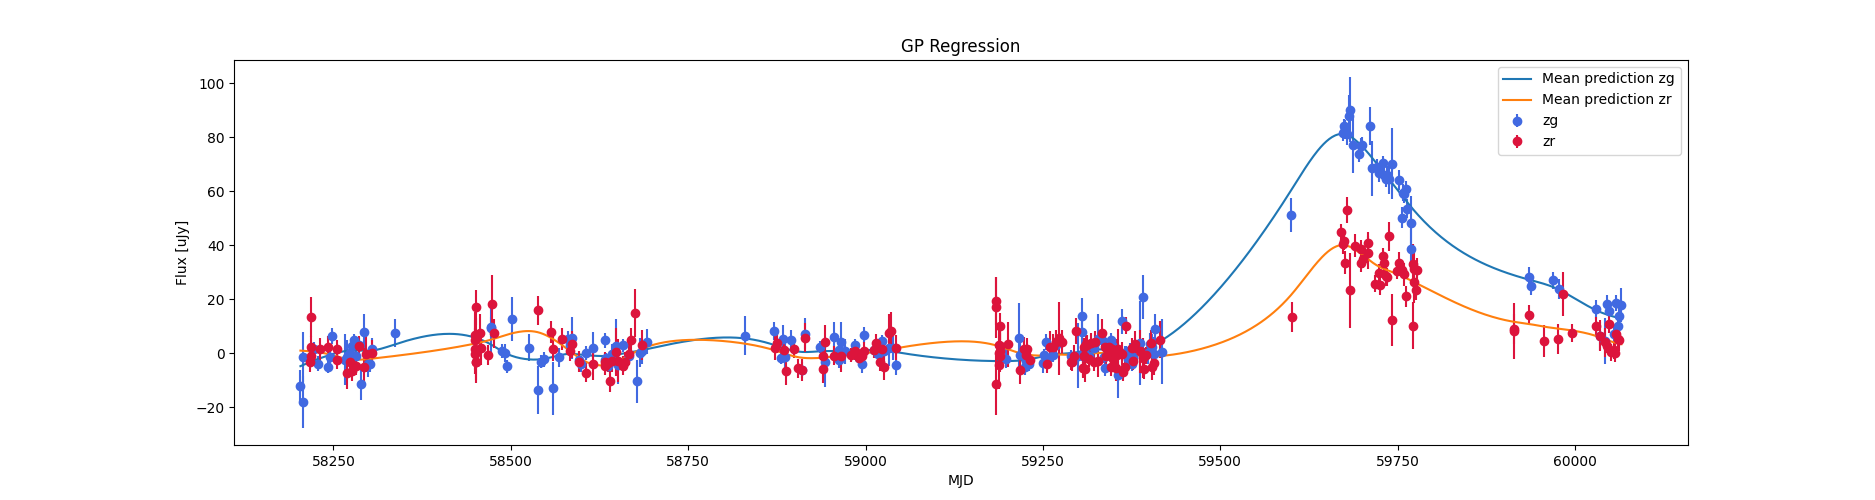 GP Regression
Flux [uJy]
100
80
60
40
20
0
−20
58250 58500 58750 59000 59250 59500 59750 60000
MJD
Mean prediction zg
Mean prediction zr
zg
zr